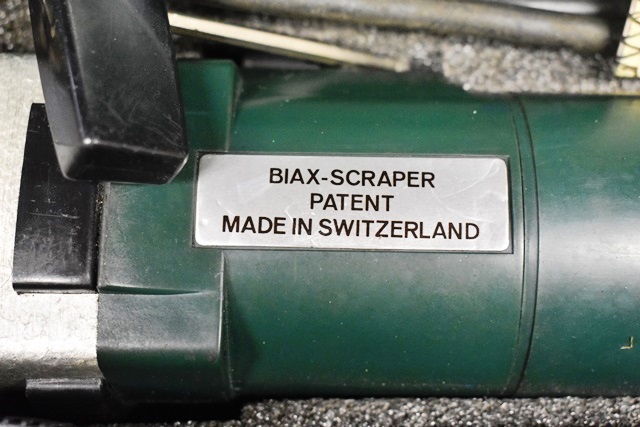 BIAX-SCRAPER
PATENT
MADE IN SWITZERLAND